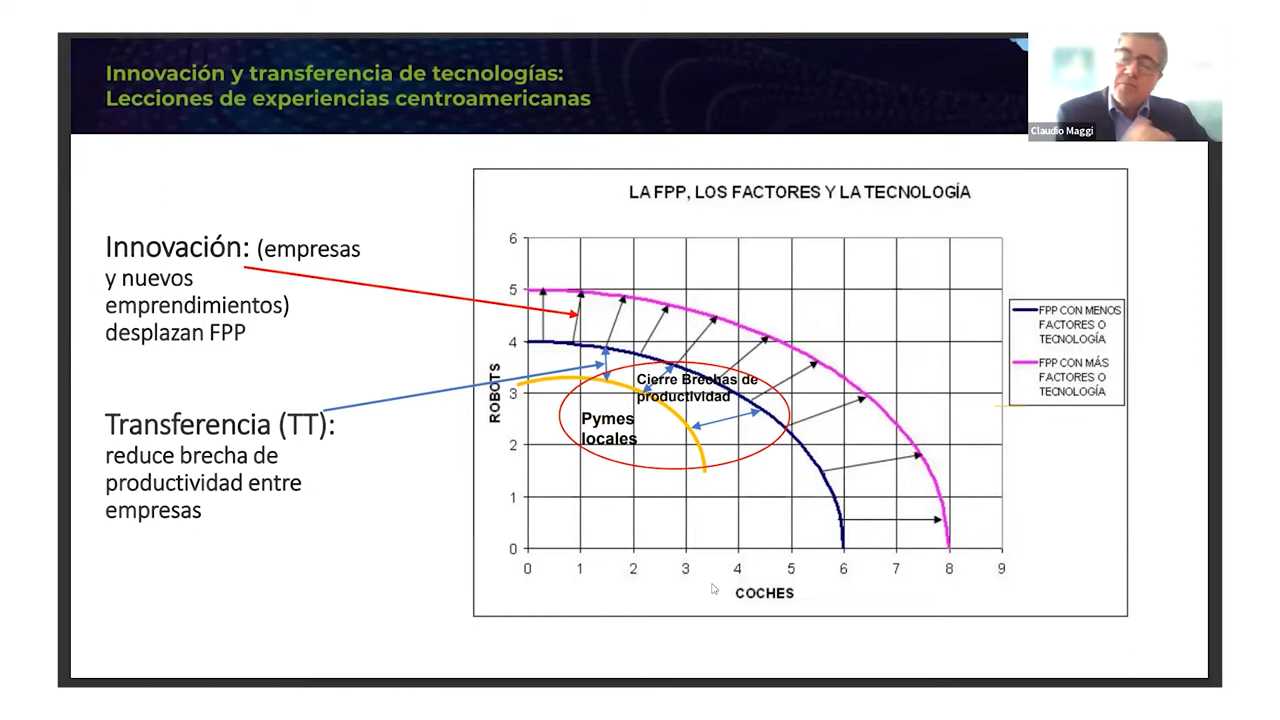 Innovación y transferencia de tecnologías:
Lecciones de experiencias centroamericanas
Claudio Maggi
Innovación: (empresas
y nuevos
emprendimientos)
desplazan FPP
Transferencia (TT):
reduce brecha de
productividad entre
empresas
LA FPP, LOS FACTORES Y LA TECNOLOGÍA
6
5
4
3
2
1
0
ROBOTS
Cierre Brechas de
productividad
Pymes
locales
0 1 2 3 4 5 6 7 8 9
COCHES
FPP CON MENOS
FACTORES O
TECNOLOGÍA
FPP CON MÁS
FACTORES O
TECNOLOGÍA